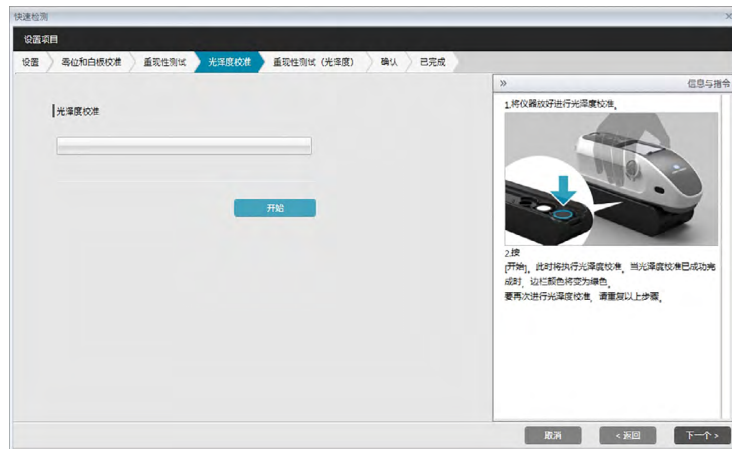 快速检测
设置项目
设置
零位和白板校准
重现性测试
光泽度校准
重现性测试（光泽度）
确认
已完成
光泽度校准
开始
»
信息与指令
1.将仪器放好进行光泽度校准。
2.按
[开始]，此时将执行光泽度校准，当光泽度校准已成功完
成时，边栏颜色将变为绿色。
要再次进行光泽度校准，请重复以上步骤。
取消
< 返回
下一个 >